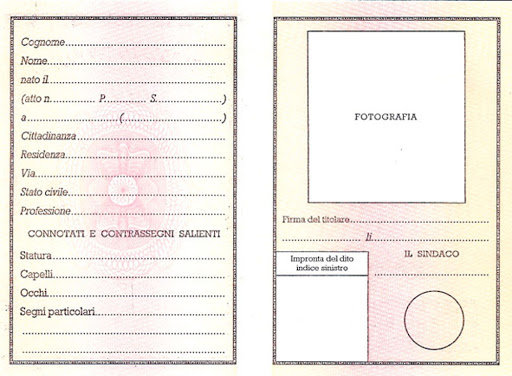 Cognome
Nome
nato il
(atto n. P. S. )
a ( )
Cittadinanza
Residenza
Via
Stato civile
Professione
CONNOTATI E CONTRASSEGNI SALIENTI
Statura
Capelli
Occhi
Segni particolari
FOTOGRAFIA
Firma del titolare
li
Impronta del dito
indice sinistro
IL SINDACO